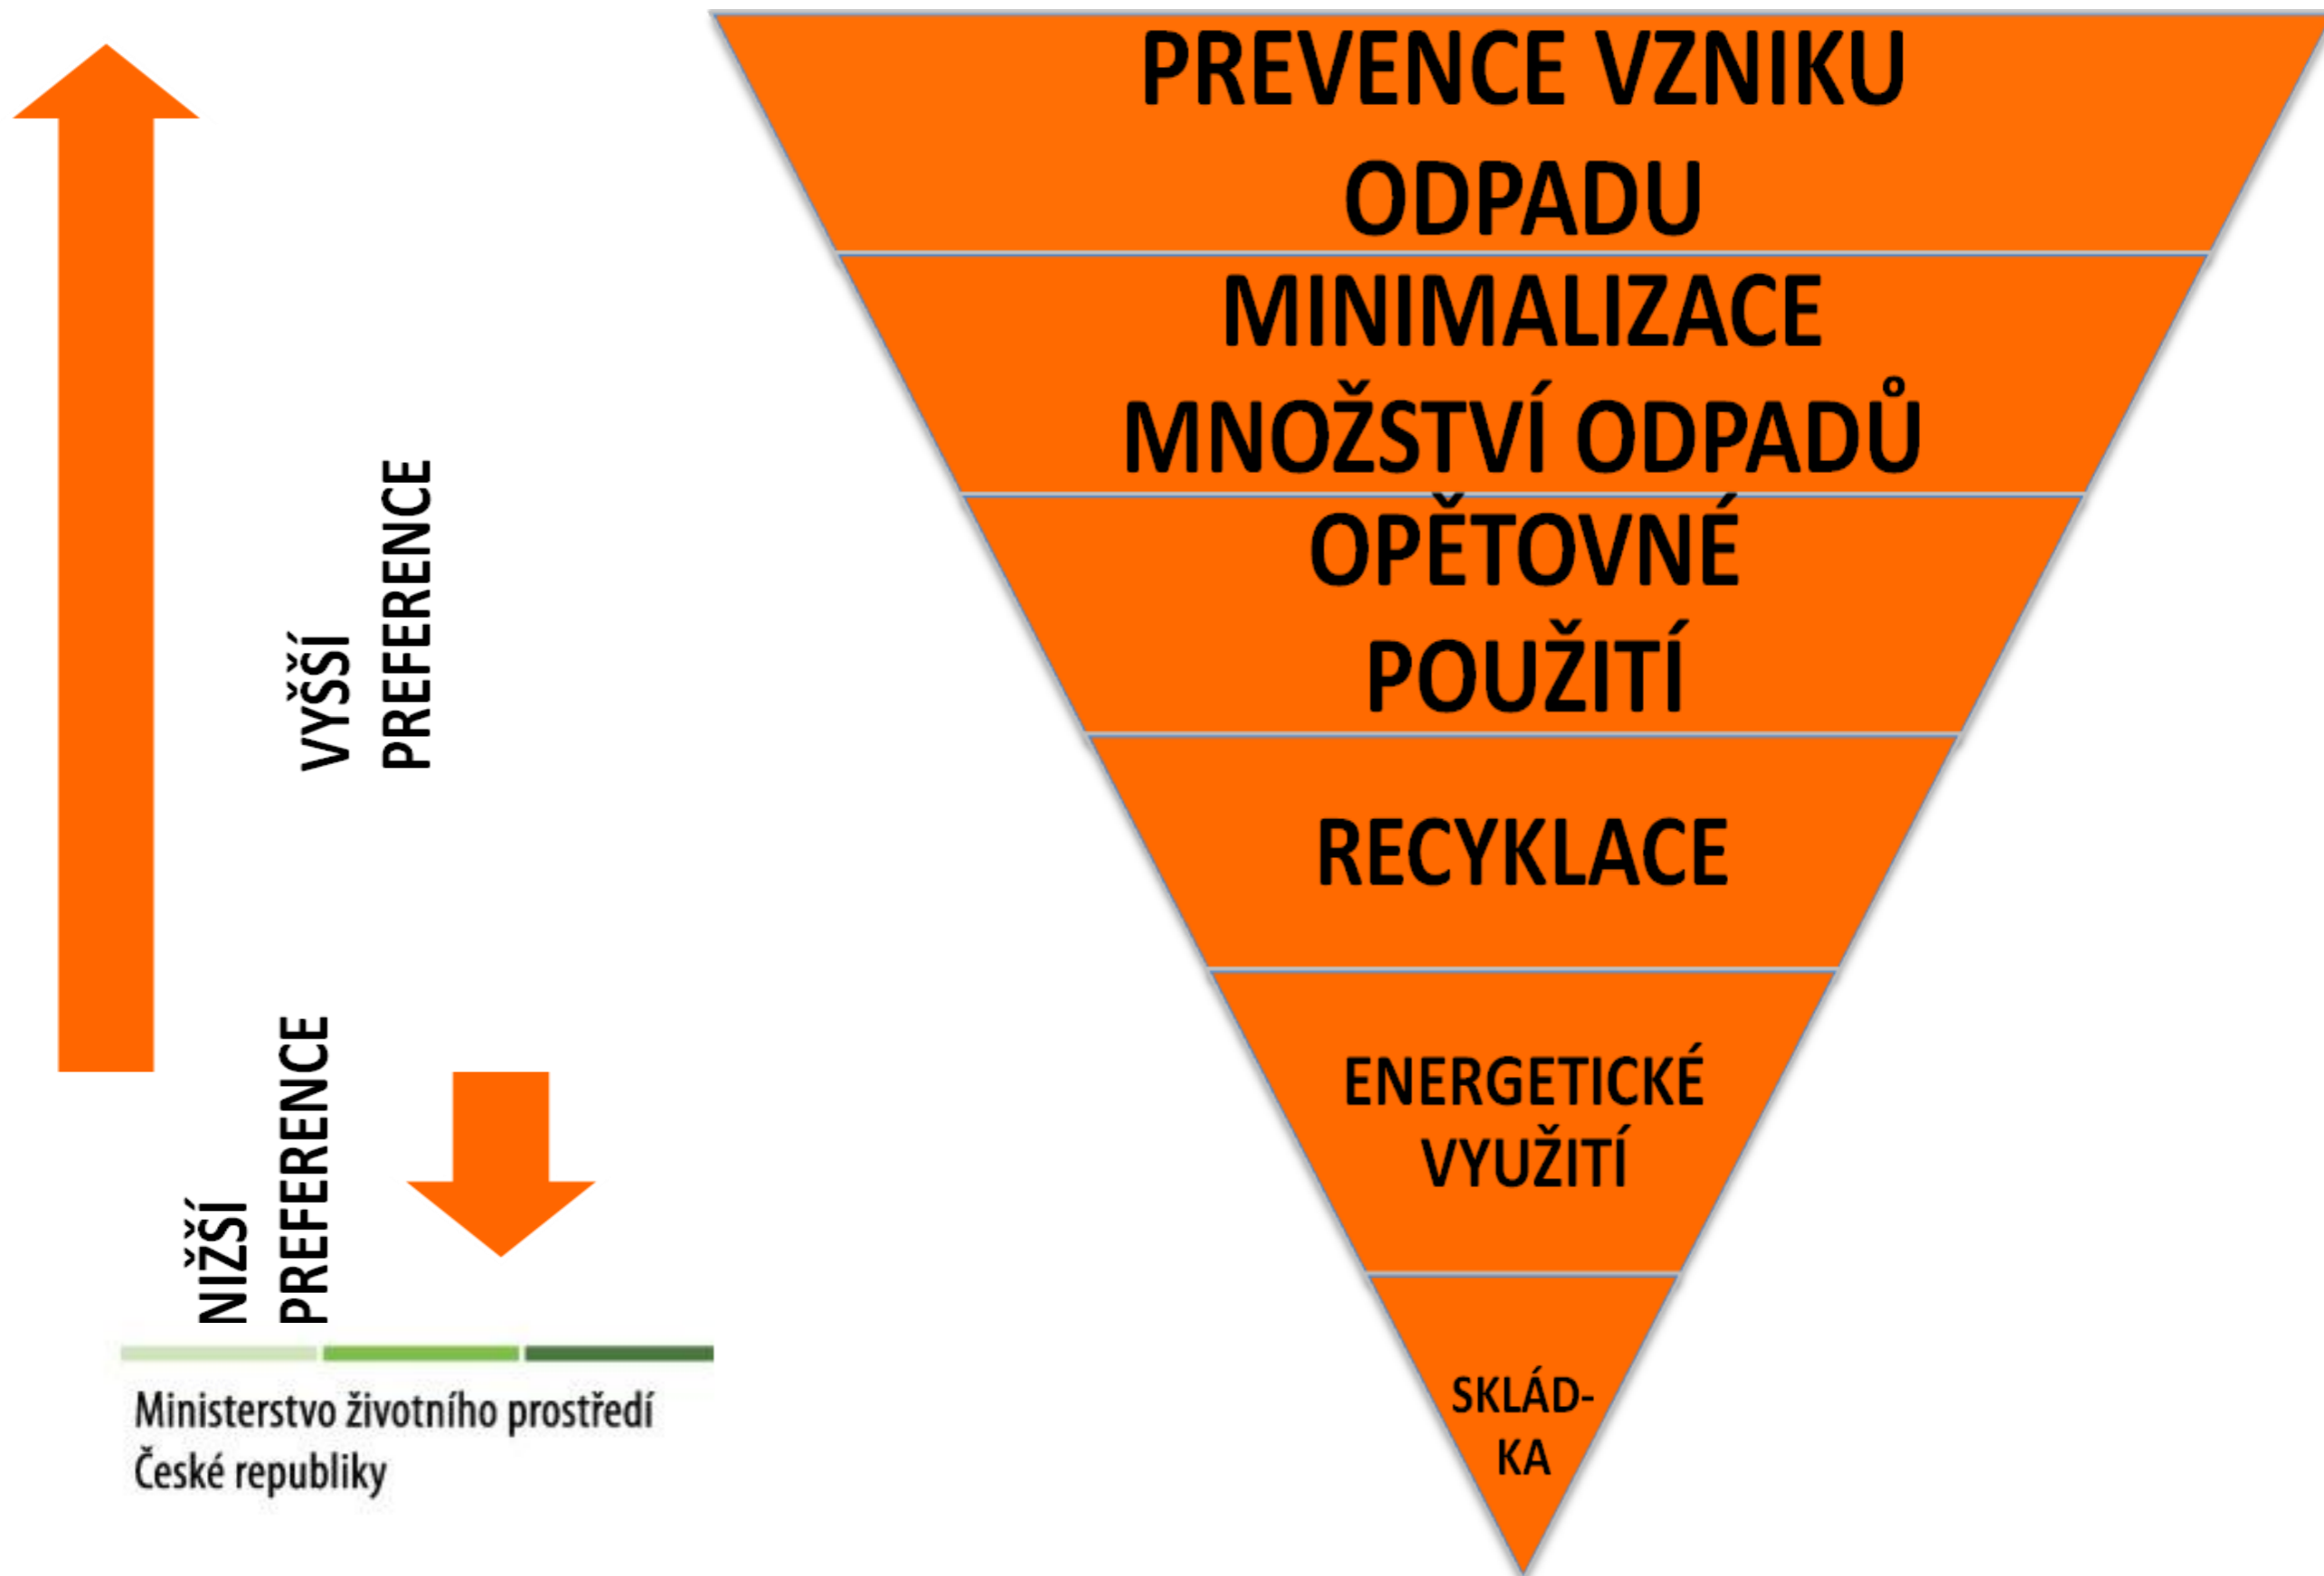 PREVENCE VZNIKU
ODPADU
MINIMALIZACE
MNOŽSTVÍ ODPADŮ
OPĚTOVNÉ
POUŽITÍ
RECYKLACE
ENERGETICKÉ
VYUŽITÍ
SKLÁD-
KA
VYŠŠÍ
PREFERENCE
NIŽŠÍ
PREFERENCE
Ministerstvo životního prostředí
České republiky